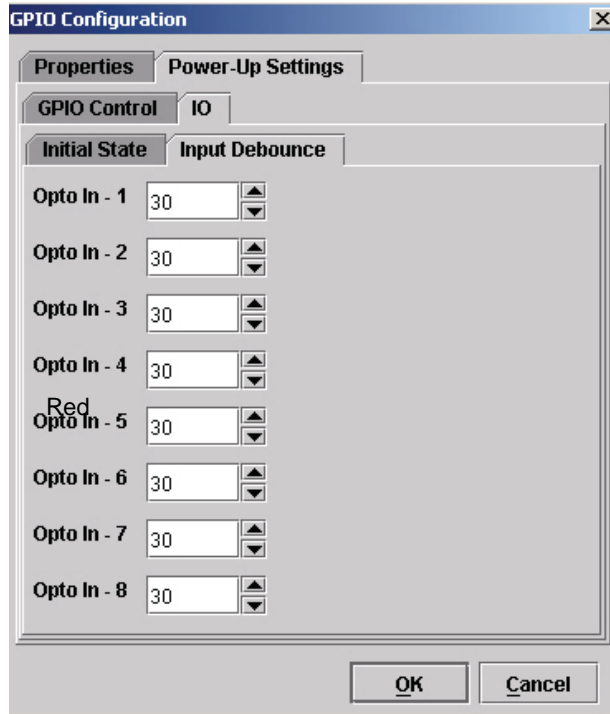 GPIO Configuration
Properties Power-Up Settings
GPIO Control IO
Initial State Input Debounce
Opto In - 1 30
Opto In - 2 30
Opto In - 3 30
Opto In - 4 30
Red
Opto In - 5 30
Opto In - 6 30
Opto In - 7 30
Opto In - 8 30
OK Cancel